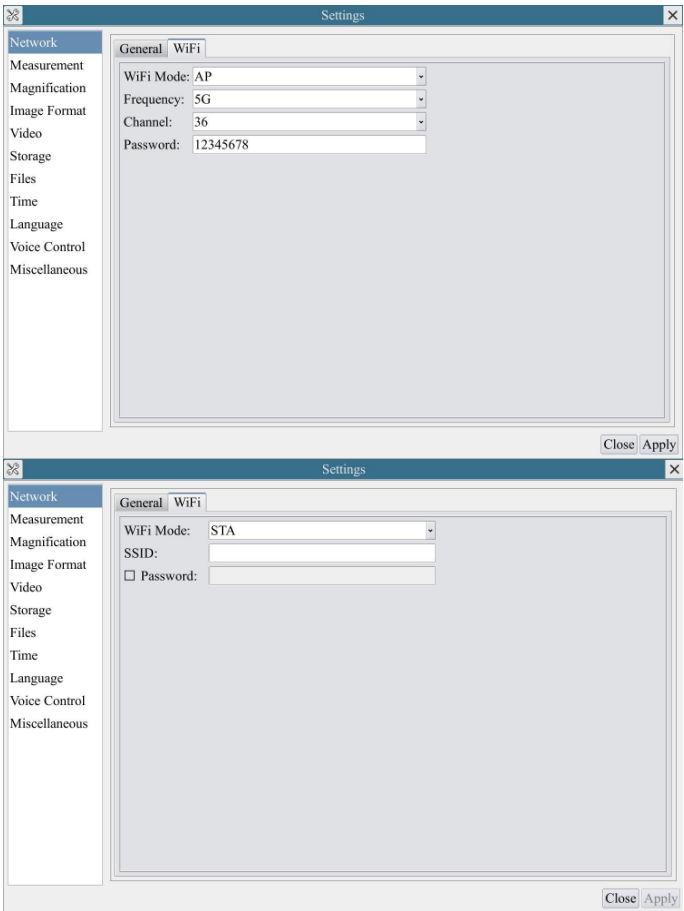 Settings
Network
Measurement
Magnification
Image Format
Video
Storage
Files
Time
Language
Voice Control
Miscellaneous
General WiFi
WiFi Mode: AP
Frequency: 5G
Channel: 36
Password: 12345678
Close Apply
Settings
Network
Measurement
Magnification
Image Format
Video
Storage
Files
Time
Language
Voice Control
Miscellaneous
General WiFi
WiFi Mode: STA
SSID:
Password:
Close Apply